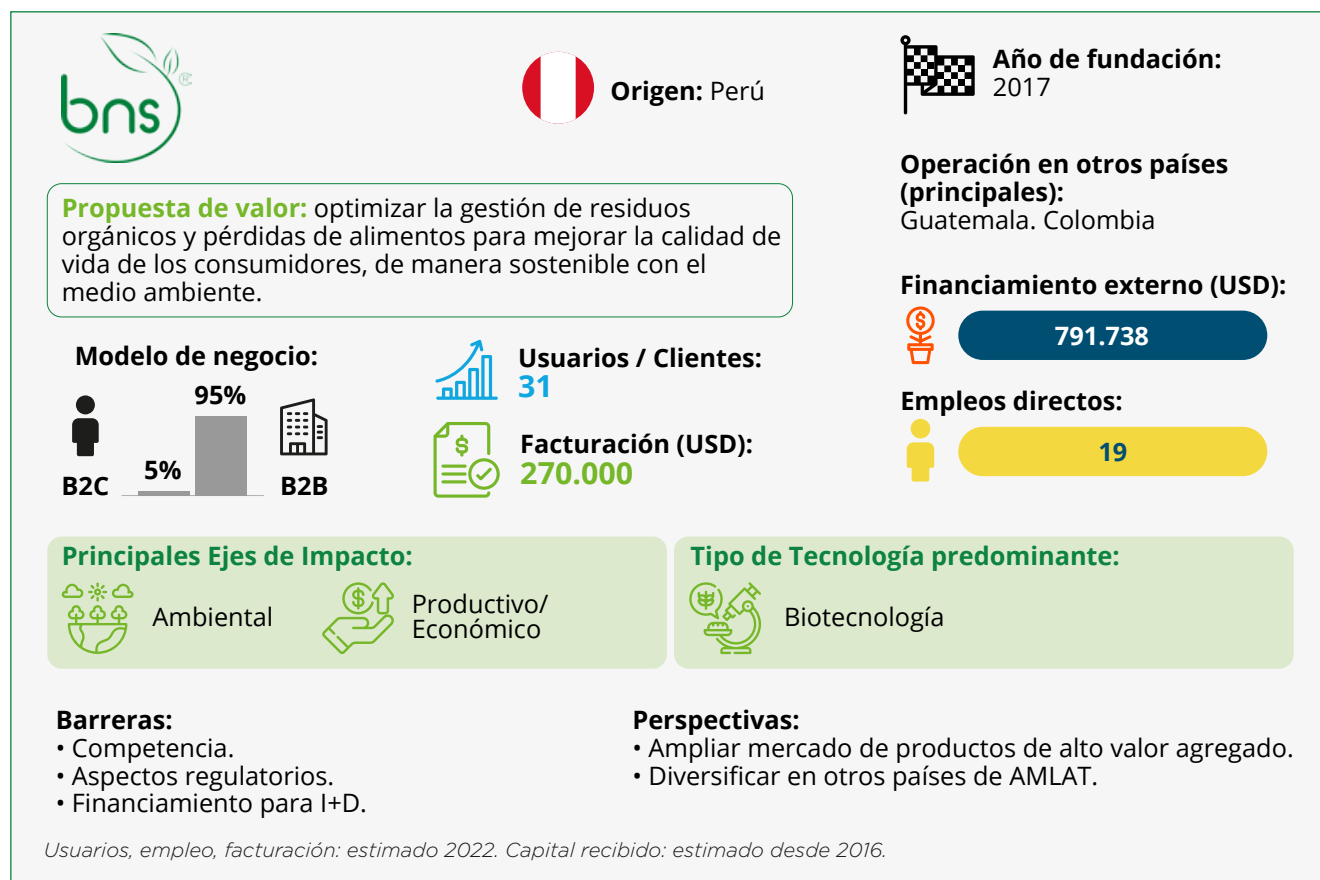 bns
®
Origen: Perú
Año de fundación:
2017
Operación en otros países
(principales):
Guatemala. Colombia
Propuesta de valor: optimizar la gestión de residuos
orgánicos y pérdidas de alimentos para mejorar la calidad de
vida de los consumidores, de manera sostenible con el
medio ambiente.
Financiamiento externo (USD):
$
791.738
Modelo de negocio:
95%
5%
B2C
B2B
Usuarios / Clientes:
31
$
Facturación (USD):
270.000
Empleos directos:
19
Principales Ejes de Impacto:
Ambiental
$
Productivo/
Económico
Tipo de Tecnología predominante:
Biotecnología
Barreras:
• Competencia.
• Aspectos regulatorios.
• Financiamiento para I+D.
Perspectivas:
• Ampliar mercado de productos de alto valor agregado.
• Diversificar en otros países de AMLAT.
Usuarios, empleo, facturación: estimado 2022. Capital recibido: estimado desde 2016.